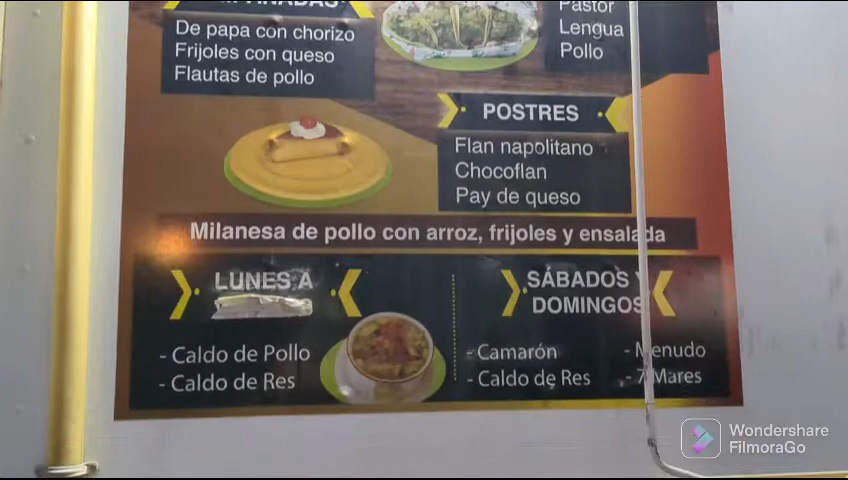 De papa con chorizo
Frijoles con queso
Flautas de pollo
Pastor
Lengua
Pollo
POSTRES
Flan napolitano
Chocoflan
Pay de queso
Milanesa de pollo con arroz, frijoles y ensalada
LUNES A
- Caldo de Pollo
- Caldo de Res
SÁBADOS Y
DOMINGOS
- Camarón
- Caldo de Res
- Menudo
- 7 Mares
Wondershare
FilmoraGo